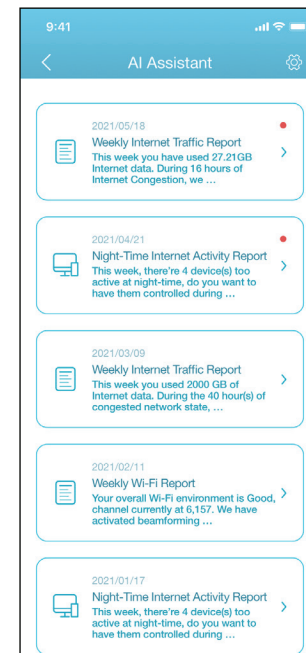 9:41
AI Assistant
2021/05/18
Weekly Internet Traffic Report
This week you have used 27.21GB
Internet data. During 16 hours of
Internet Congestion, we ...
2021/04/21
Night-Time Internet Activity Report
This week, there're 4 device(s) too
active at night-time, do you want to
have them controlled during ...
2021/03/09
Weekly Internet Traffic Report
This week you used 2000 GB of
Internet data. During the 40 hour(s) of
congested network state, ...
2021/02/11
Weekly Wi-Fi Report
Your overall Wi-Fi environment is Good,
channel currently at 6,157. We have
activated beamforming ...
2021/01/17
Night-Time Internet Activity Report
This week, there're 4 device(s) too
active at night-time, do you want to
have them controlled during ...